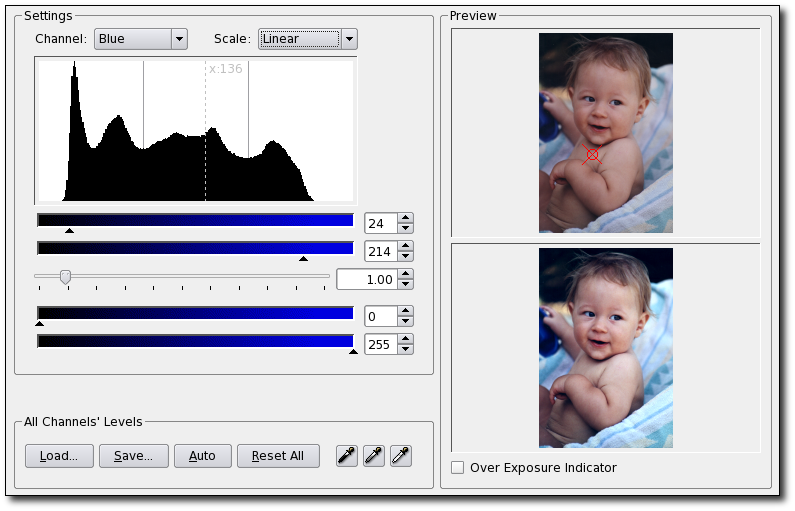 Settings
Channel: Blue Scale: Linear
x:136
24
214
1.00
0
255
All Channels' Levels
Load... Save... Auto Reset All
Preview
Over Exposure Indicator